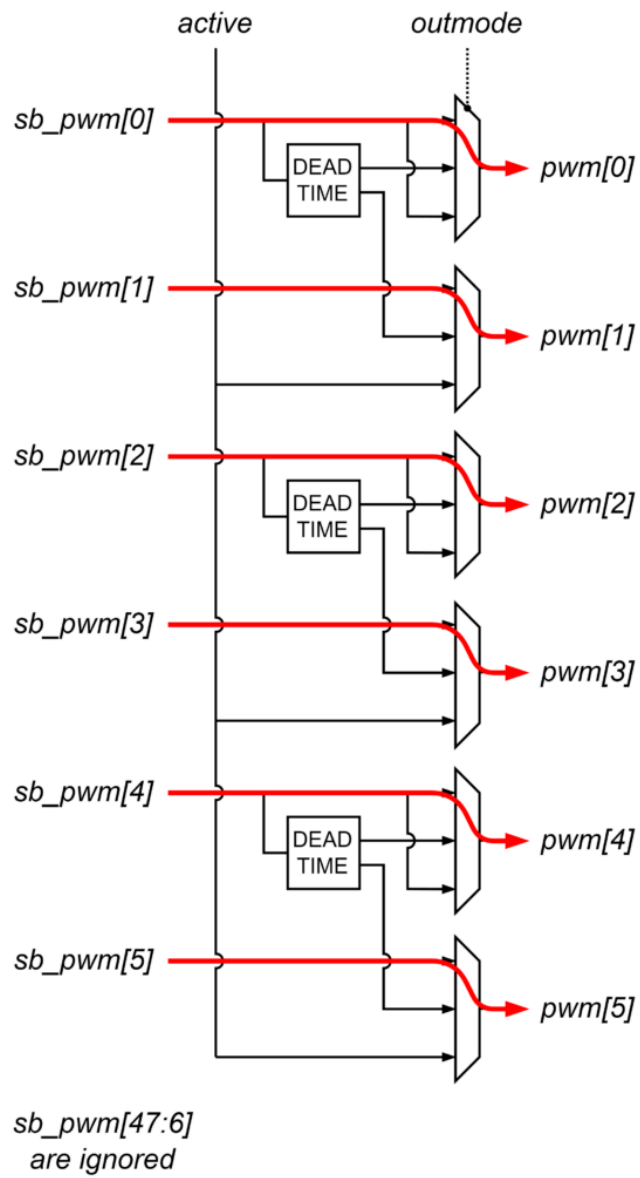 active outmode
sb_pwm[0]
DEAD
TIME
pwm[0]
sb_pwm[1]
pwm[1]
sb_pwm[2]
DEAD
TIME
pwm[2]
sb_pwm[3]
pwm[3]
sb_pwm[4]
DEAD
TIME
pwm[4]
sb_pwm[5]
pwm[5]
sb_pwm[47:6]
are ignored